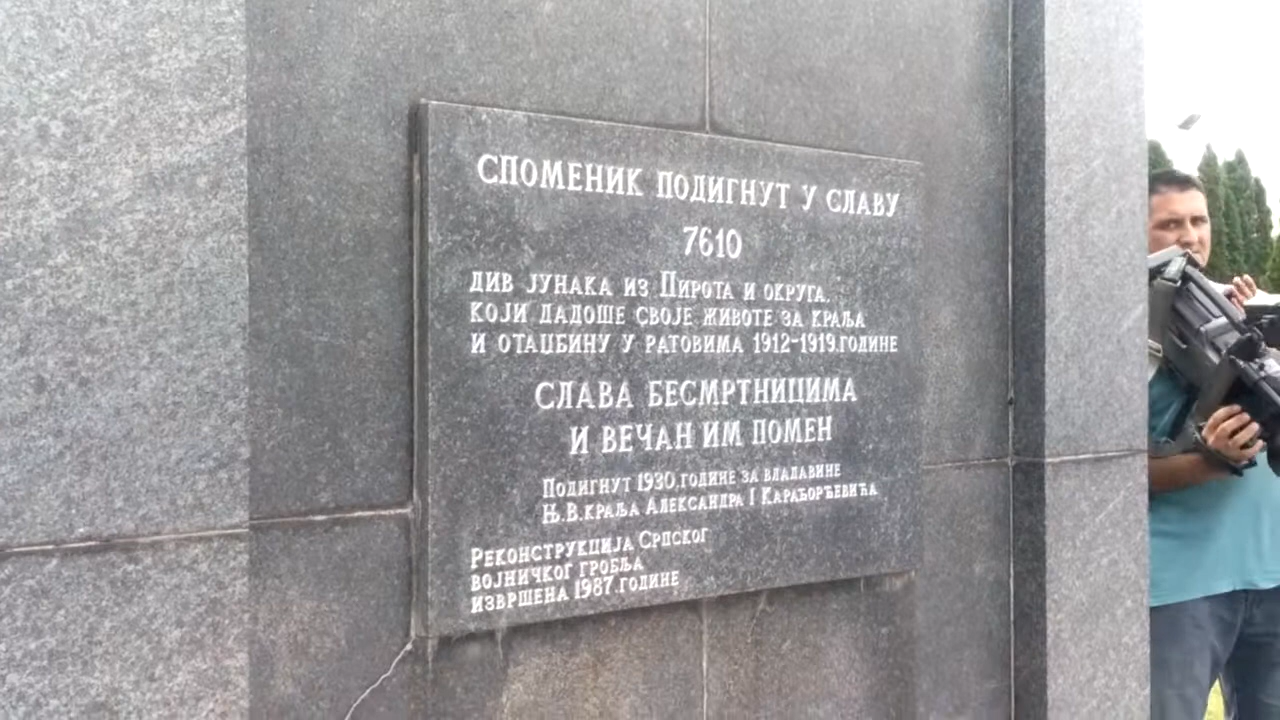 СПОМЕНИК ПОДИГНУТ У СЛАВУ
7610
ДИВ ЈУНАКА ИЗ ПИРОТА И ОКРУГА,
КОЈИ ДАДОШЕ СВОЈЕ ЖИВОТЕ ЗА КРАЉА
И ОТАЏБИНУ У РАТОВИМА 1912-1919.ГОДИНЕ
СЛАВА БЕСМРТНИЦИМА
И ВЕЧАН ИМ ПОМЕН
ПОДИГНУТ 1930.ГОДИНЕ ЗА ВЛАДАВИНЕ
Њ.В.КРАЉА АЛЕКСАНДРА I КАРАЂОРЂЕВИЋА
РЕКОНСТРУКЦИЈА СРПСКОГ
ВОЈНИЧКОГ ГРОБЉА
ИЗВРШЕНА 1987.ГОДИНЕ